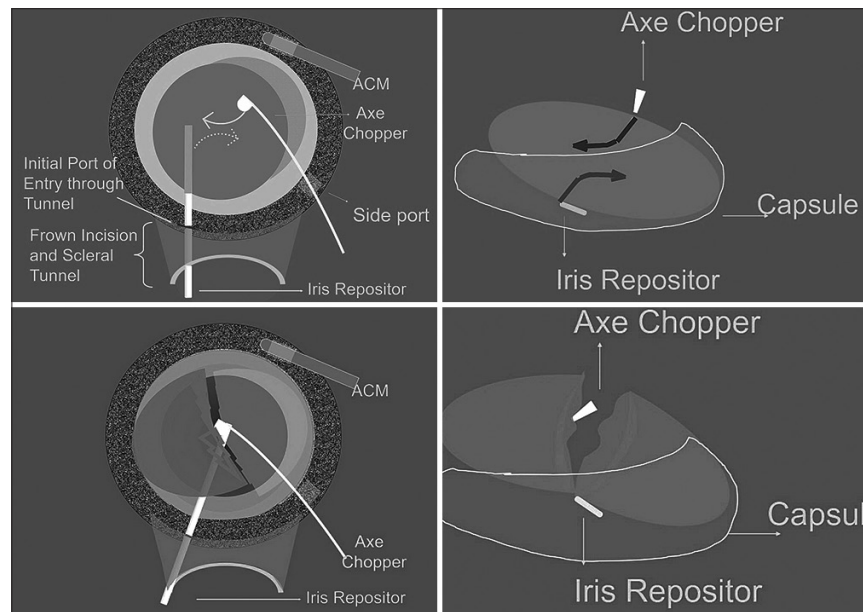 ACM
Axe
Chopper
Initial Port of
Entry through
Tunnel
Side port
Frown Incision
and Scleral
Tunnel
Iris Repositor
Axe Chopper
Capsule
Iris Repositor
ACM
Axe
Chopper
Iris Repositor
Axe Chopper
Capsul
Iris Repositor